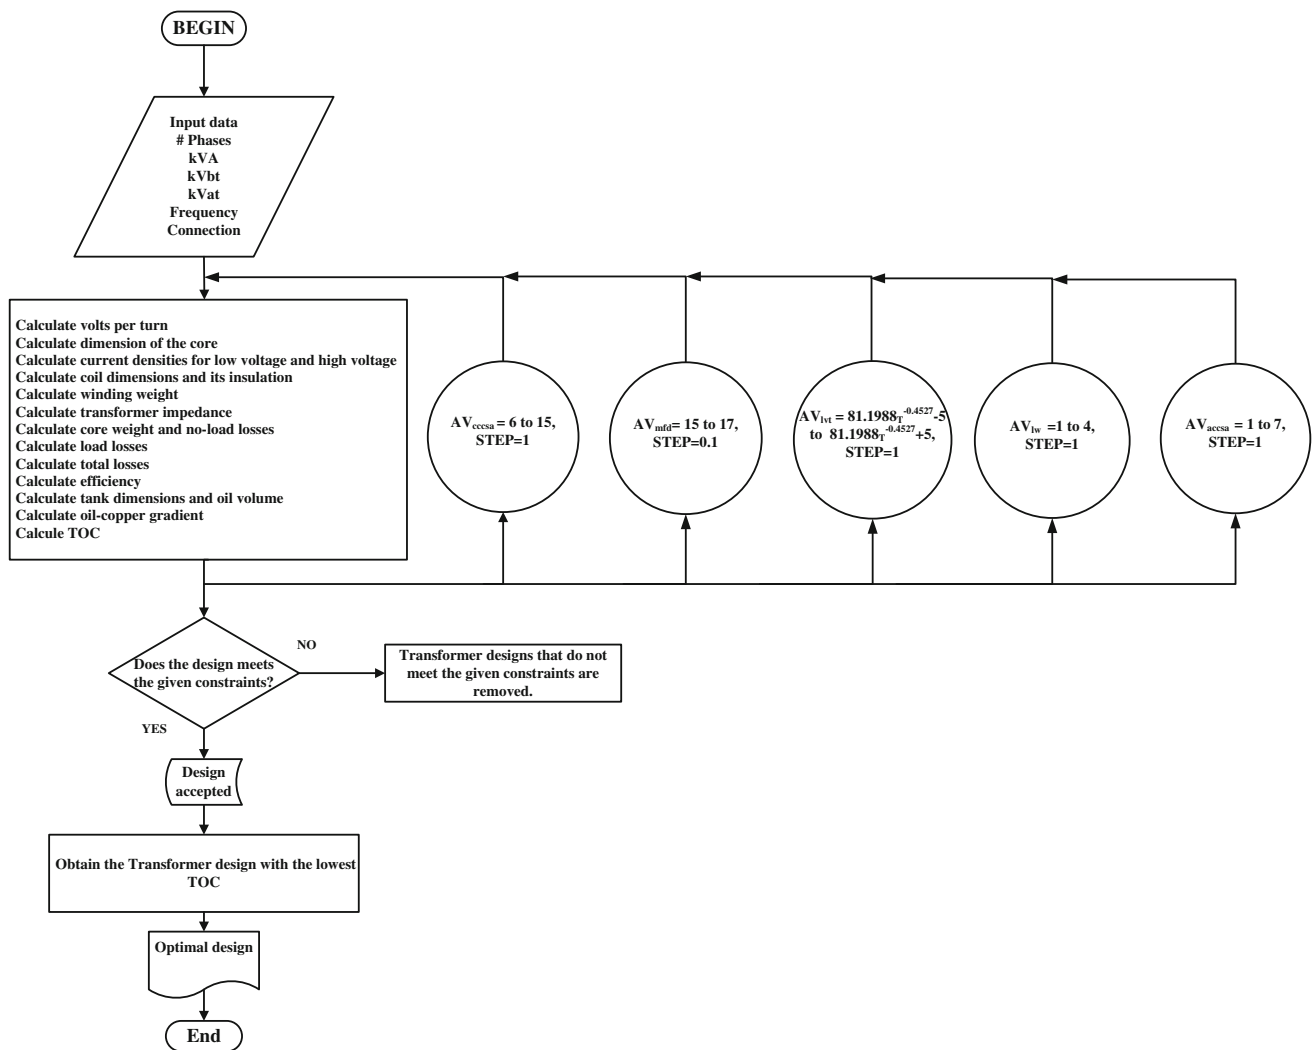 BEGIN
Input data
# Phases
kVA
kVbt
kVat
Frequency
Connection
Calculate volts per turn
Calculate dimension of the core
Calculate current densities for low voltage and high voltage
Calculate coil dimensions and its insulation
Calculate winding weight
Calculate transformer impedance
Calculate core weight and no-load losses
Calculate load losses
Calculate total losses
Calculate efficiency
Calculate tank dimensions and oil volume
Calculate oil-copper gradient
Calcule TOC
AVcccsa = 6 to 15,
STEP=1
AVmfd= 15 to 17,
STEP=0.1
AVlvt = 81.1988T^-0.4527-5
to 81.1988T^-0.4527+5,
STEP=1
AVlw =1 to 4,
STEP=1
AVaccsa = 1 to 7,
STEP=1
Does the design meets
the given constraints?
NO
Transformer designs that do not
meet the given constraints are
removed.
YES
Design
accepted
Obtain the Transformer design with the lowest
TOC
Optimal design
End